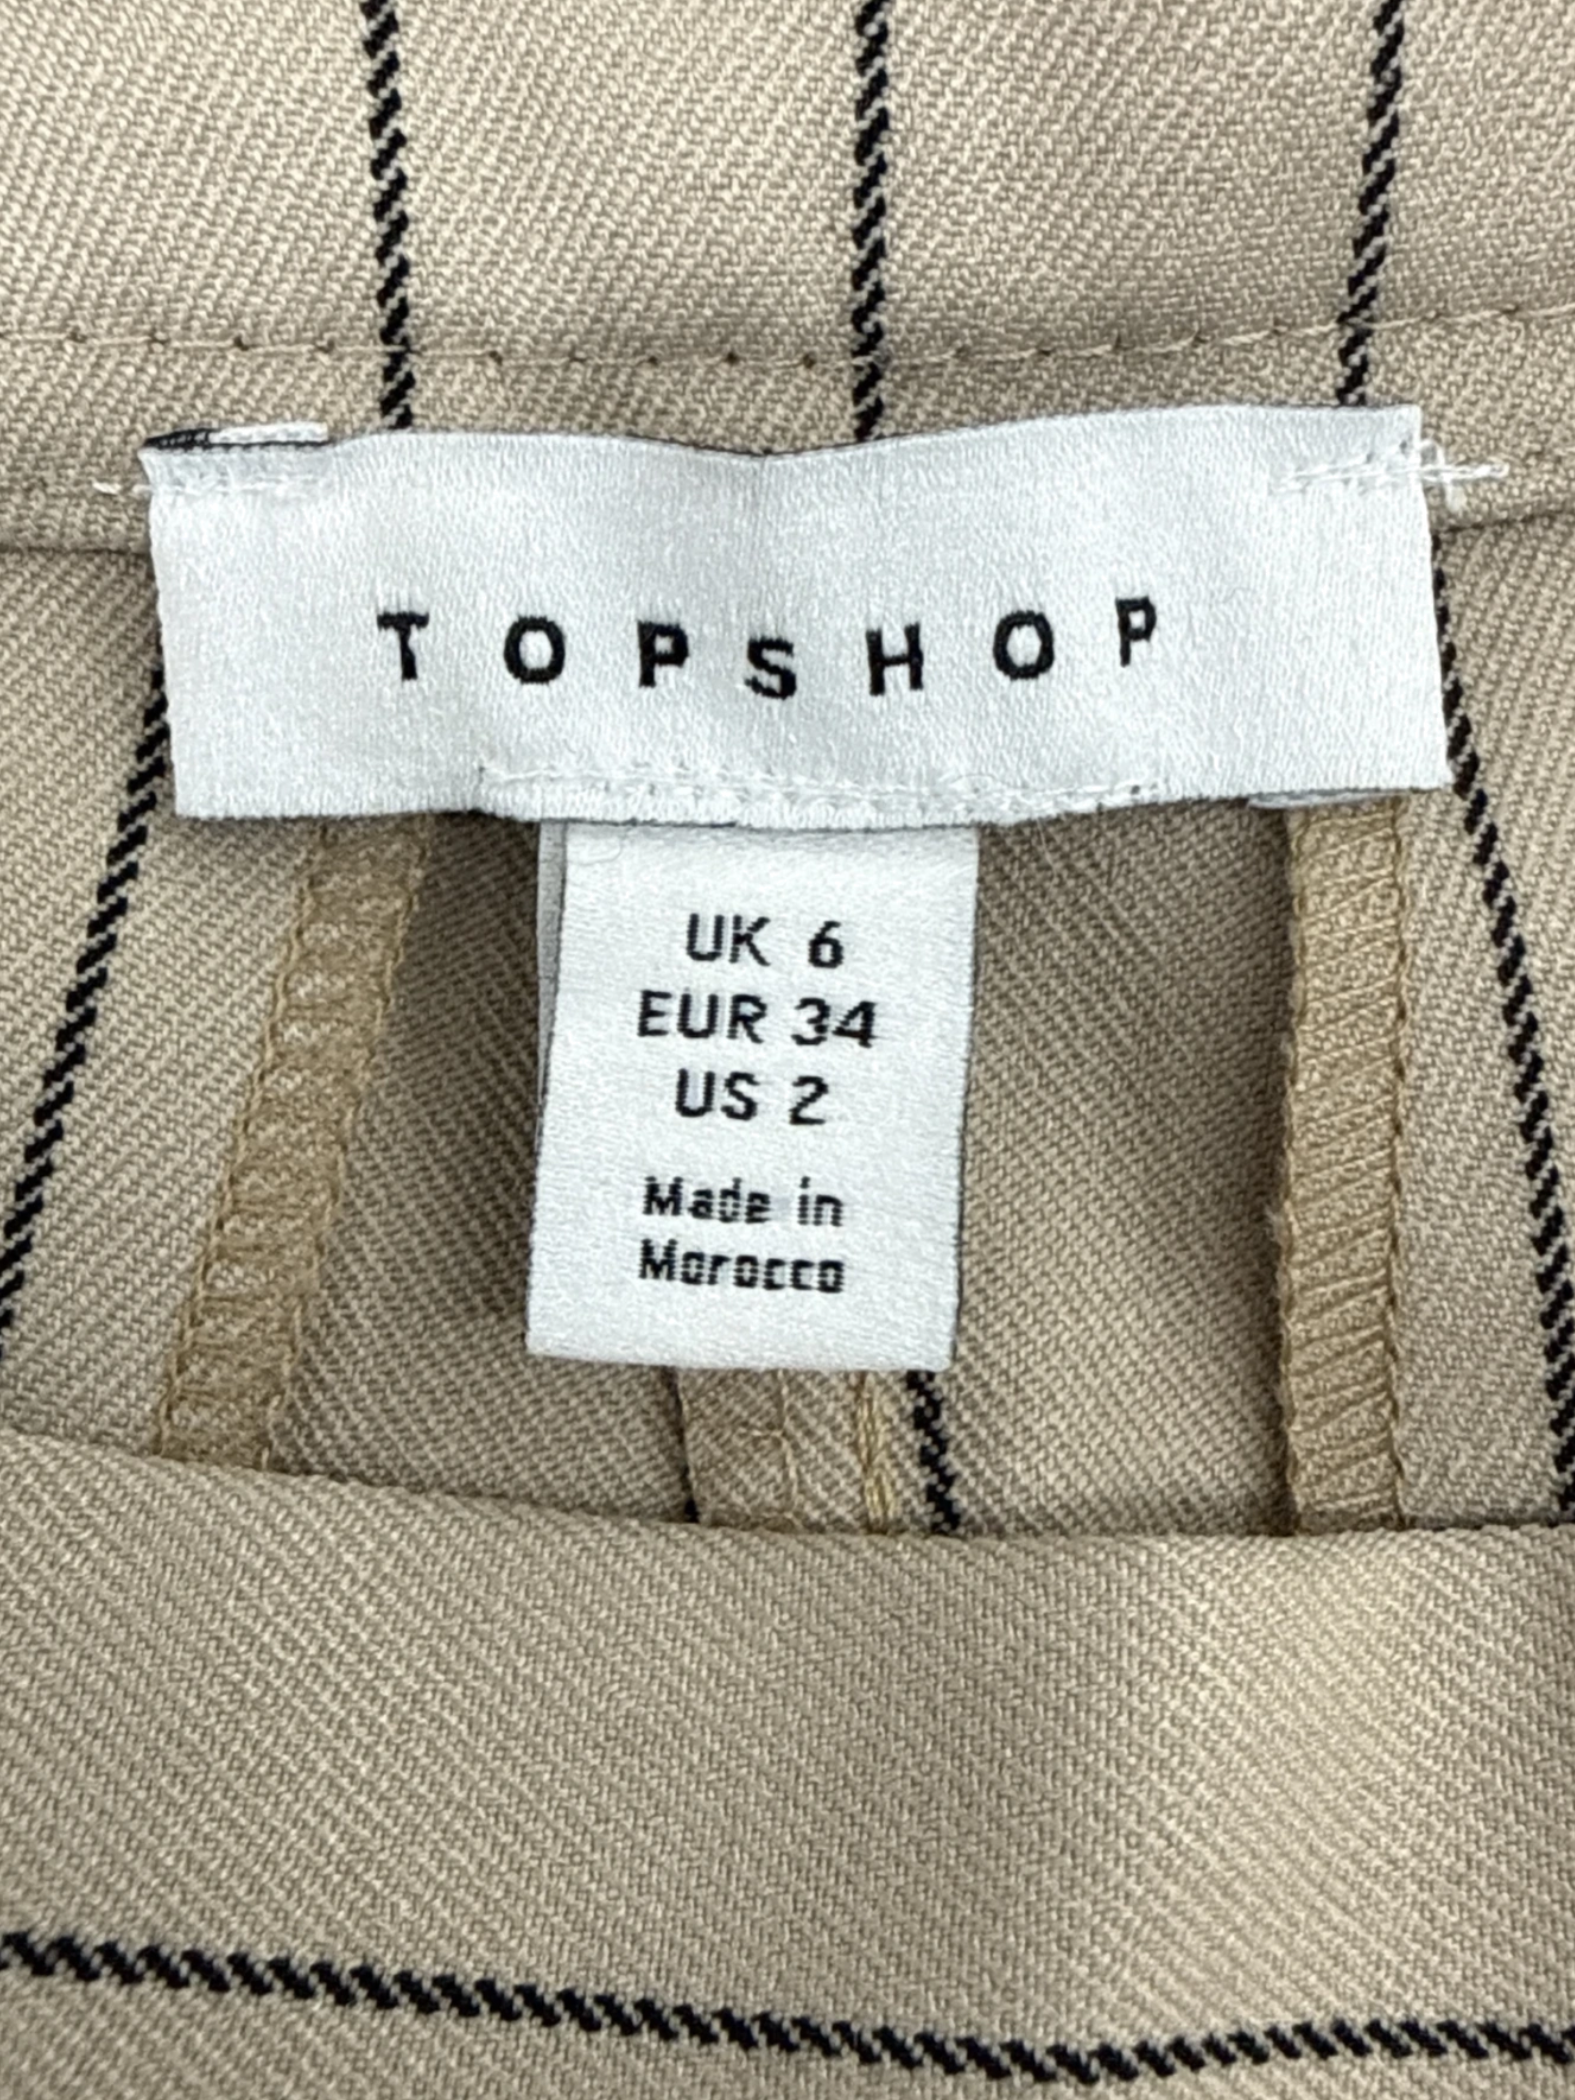 TOPSHOP
UK 6
EUR 34
US 2
Made in
Morocco